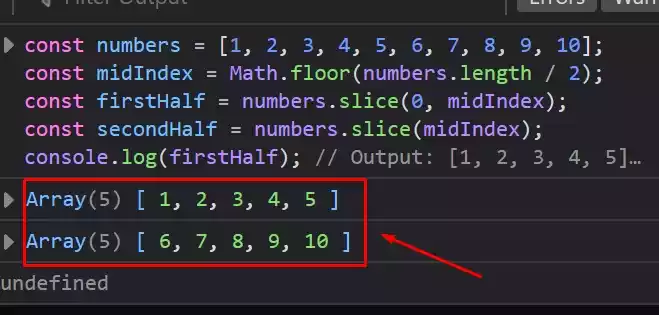 Filter Output
Errors
const numbers = [1, 2, 3, 4, 5, 6, 7, 8, 9, 10];
const midIndex = Math.floor(numbers.length / 2);
const firstHalf = numbers.slice(0, midIndex);
const secondHalf = numbers.slice(midIndex);
console.log(firstHalf); // Output: [1, 2, 3, 4, 5]…
Array(5) [ 1, 2, 3, 4, 5 ]
Array(5) [ 6, 7, 8, 9, 10 ]
undefined